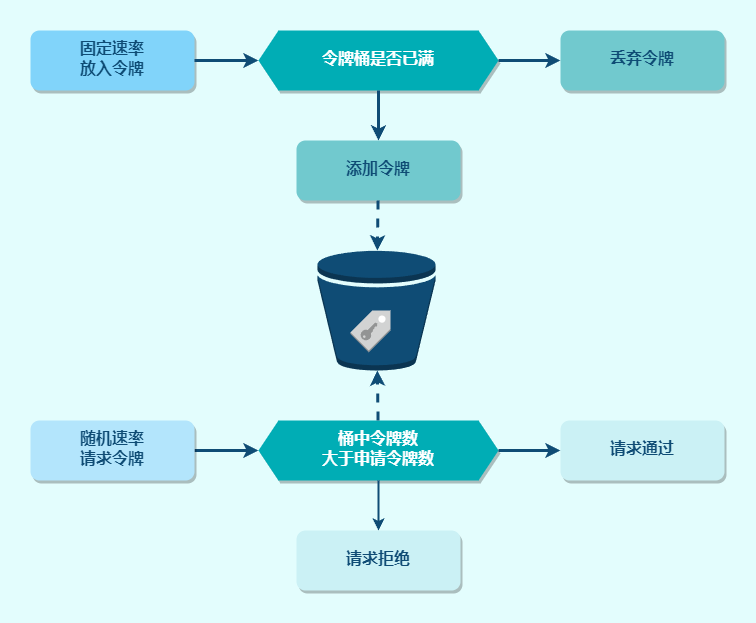 固定速率
放入令牌
令牌桶是否已满
丢弃令牌
添加令牌
随机速率
请求令牌
桶中令牌数
大于申请令牌数
请求通过
请求拒绝